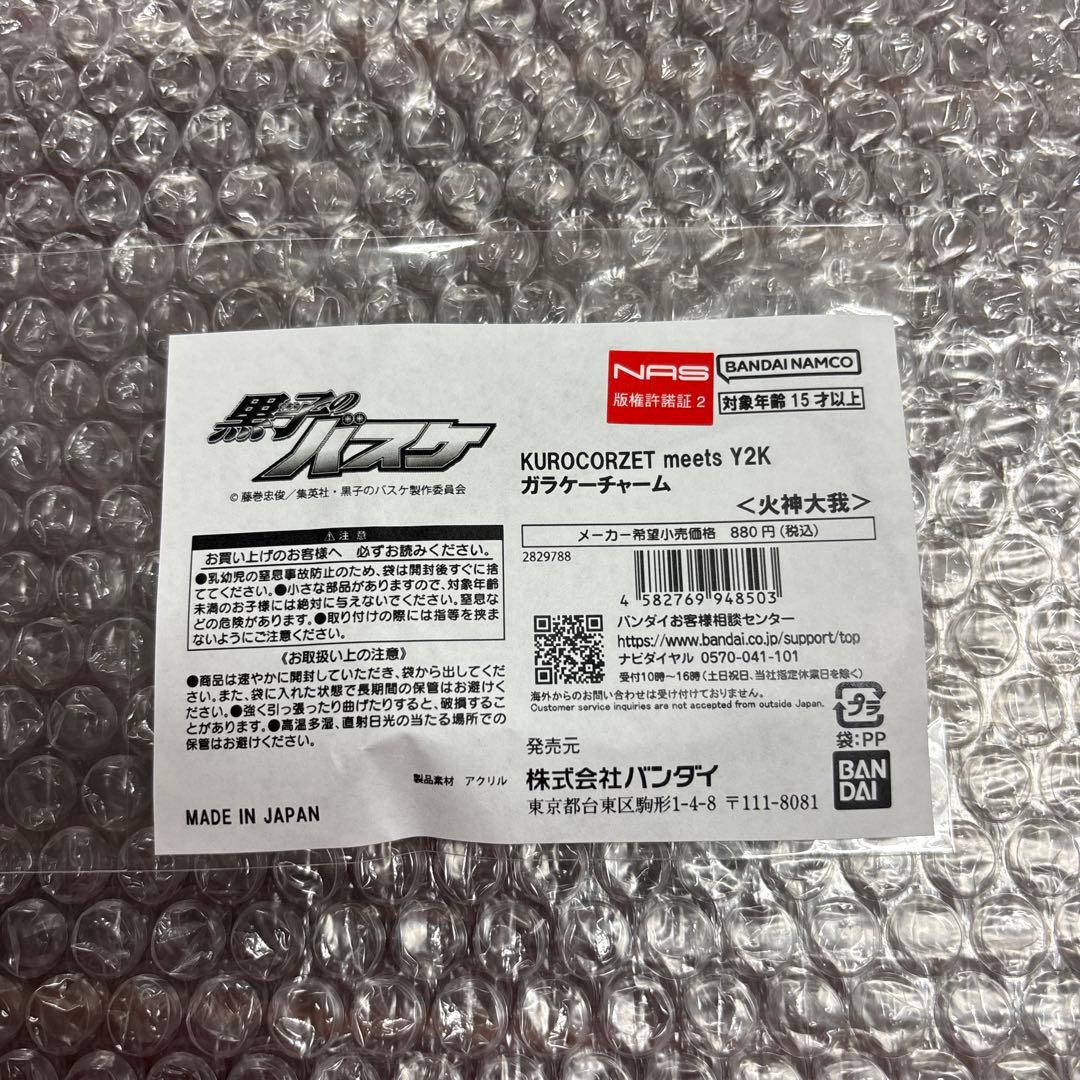 黒子のバスケ
©藤巻忠俊／集英社・黒子のバスケ製作委員会
NAS
版権許諾証2
BANDAI NAMCO
対象年齢15才以上
KUROCORZET meets Y2K
ガラケーチャーム
＜火神大我＞
メーカー希望小売価格 880円(税込)
2829788
4 582769 948503
⚠注意
お買い上げのお客様へ 必ずお読みください。
●乳幼児の窒息事故防止のため、袋は開封後すぐに捨
ててください。●小さな部品がありますので、対象年齢
未満のお子様には絶対に与えないでください。窒息な
どの危険があります。●取り付けの際には指等を挟ま
ないようにご注意ください。
《お取扱い上の注意》
●商品は速やかに開封していただき、袋から出してくだ
さい。また、袋に入れた状態で長期間の保管はお避けく
ださい。●強く引っ張ったり曲げたりすると、破損するこ
とがあります。●高温多湿、直射日光の当たる場所での
保管はお避けください。
製品素材 アクリル
MADE IN JAPAN
バンダイお客様相談センター
https://www.bandai.co.jp/support/top
ナビダイヤル 0570-041-101
受付10時～16時(土日祝日、当社指定休業日を除く)
海外からのお問い合わせは受け付けておりません。
Customer service inquiries are not accepted from outside Japan.
プラ
袋:PP
発売元
株式会社バンダイ
東京都台東区駒形1-4-8 〒111-8081
BAN
DAI